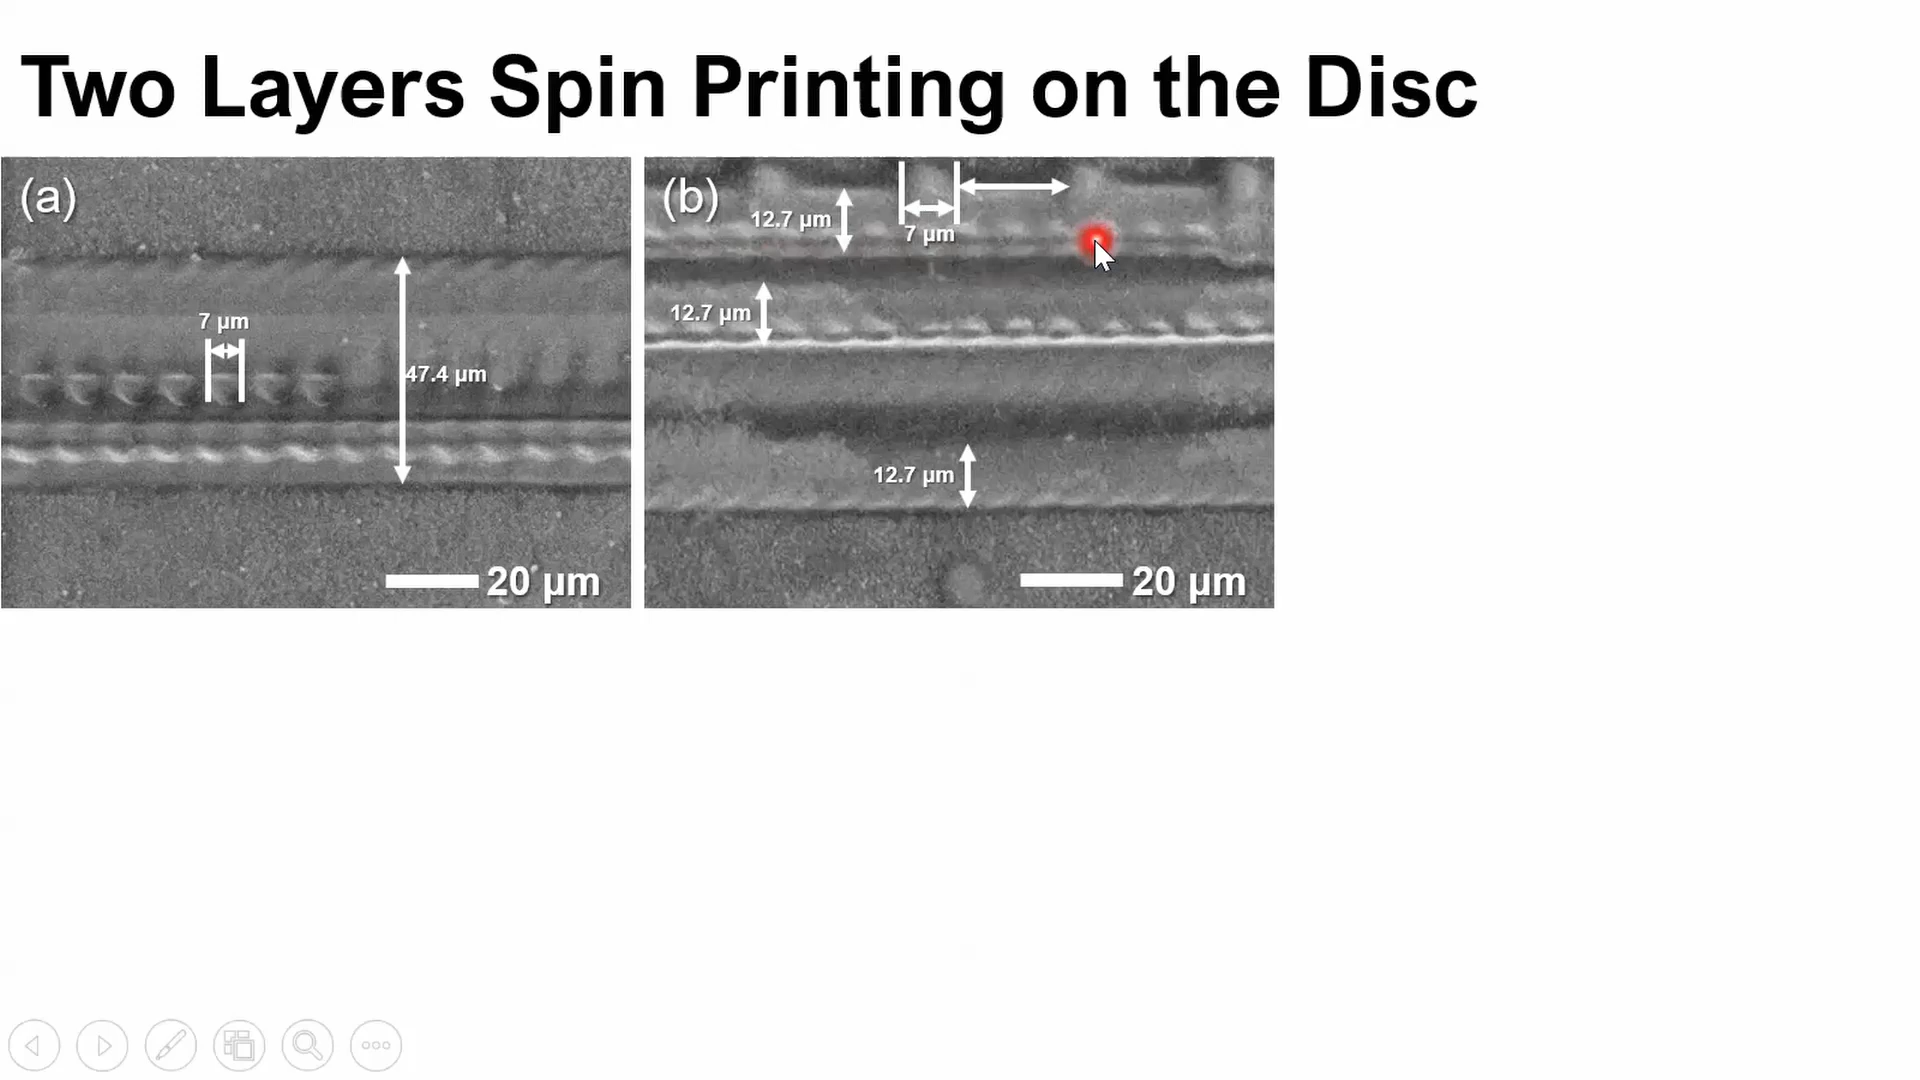 Two Layers Spin Printing on the Disc
(a)
7 µm
47.4 µm
20 µm
(b)
12.7 µm
7 µm
12.7 µm
12.7 µm
20 µm